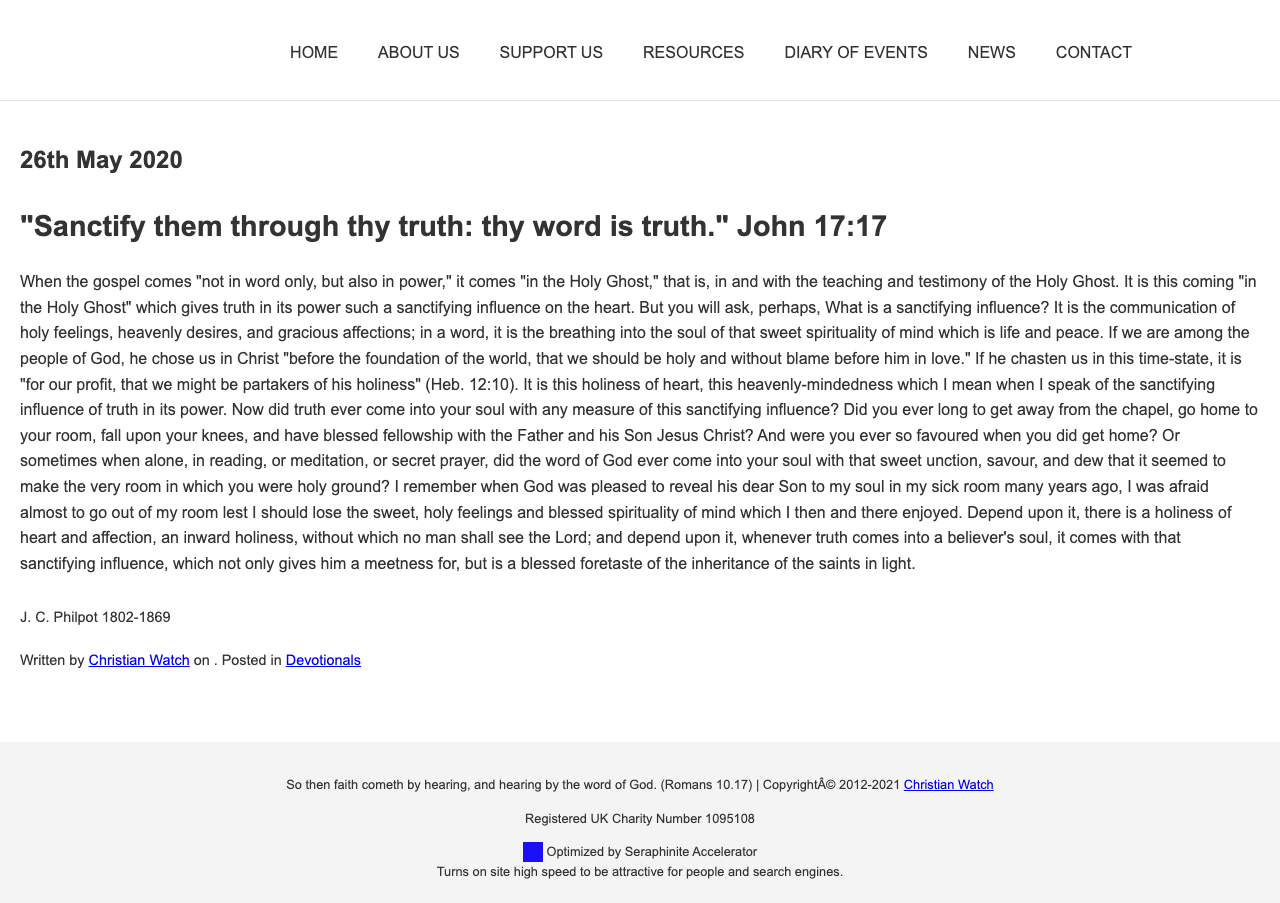 HOME ABOUT US SUPPORT US RESOURCES DIARY OF EVENTS NEWS CONTACT
26th May 2020
"Sanctify them through thy truth: thy word is truth." John 17:17
When the gospel comes "not in word only, but also in power," it comes "in the Holy Ghost," that is, in and with the teaching and testimony of the Holy Ghost. It is this coming "in
the Holy Ghost" which gives truth in its power such a sanctifying influence on the heart. But you will ask, perhaps, What is a sanctifying influence? It is the communication of
holy feelings, heavenly desires, and gracious affections; in a word, it is the breathing into the soul of that sweet spirituality of mind which is life and peace. If we are among the
people of God, he chose us in Christ "before the foundation of the world, that we should be holy and without blame before him in love." If he chasten us in this time-state, it is
"for our profit, that we might be partakers of his holiness" (Heb. 12:10). It is this holiness of heart, this heavenly-mindedness which I mean when I speak of the sanctifying
influence of truth in its power. Now did truth ever come into your soul with any measure of this sanctifying influence? Did you ever long to get away from the chapel, go home to
your room, fall upon your knees, and have blessed fellowship with the Father and his Son Jesus Christ? And were you ever so favoured when you did get home? Or
sometimes when alone, in reading, or meditation, or secret prayer, did the word of God ever come into your soul with that sweet unction, savour, and dew that it seemed to
make the very room in which you were holy ground? I remember when God was pleased to reveal his dear Son to my soul in my sick room many years ago, I was afraid
almost to go out of my room lest I should lose the sweet, holy feelings and blessed spirituality of mind which I then and there enjoyed. Depend upon it, there is a holiness of
heart and affection, an inward holiness, without which no man shall see the Lord; and depend upon it, whenever truth comes into a believer's soul, it comes with that
sanctifying influence, which not only gives him a meetness for, but is a blessed foretaste of the inheritance of the saints in light.
J. C. Philpot 1802-1869
Written by Christian Watch on . Posted in Devotionals
So then faith cometh by hearing, and hearing by the word of God. (Romans 10.17) | CopyrightÂ© 2012-2021 Christian Watch
Registered UK Charity Number 1095108
Optimized by Seraphinite Accelerator
Turns on site high speed to be attractive for people and search engines.